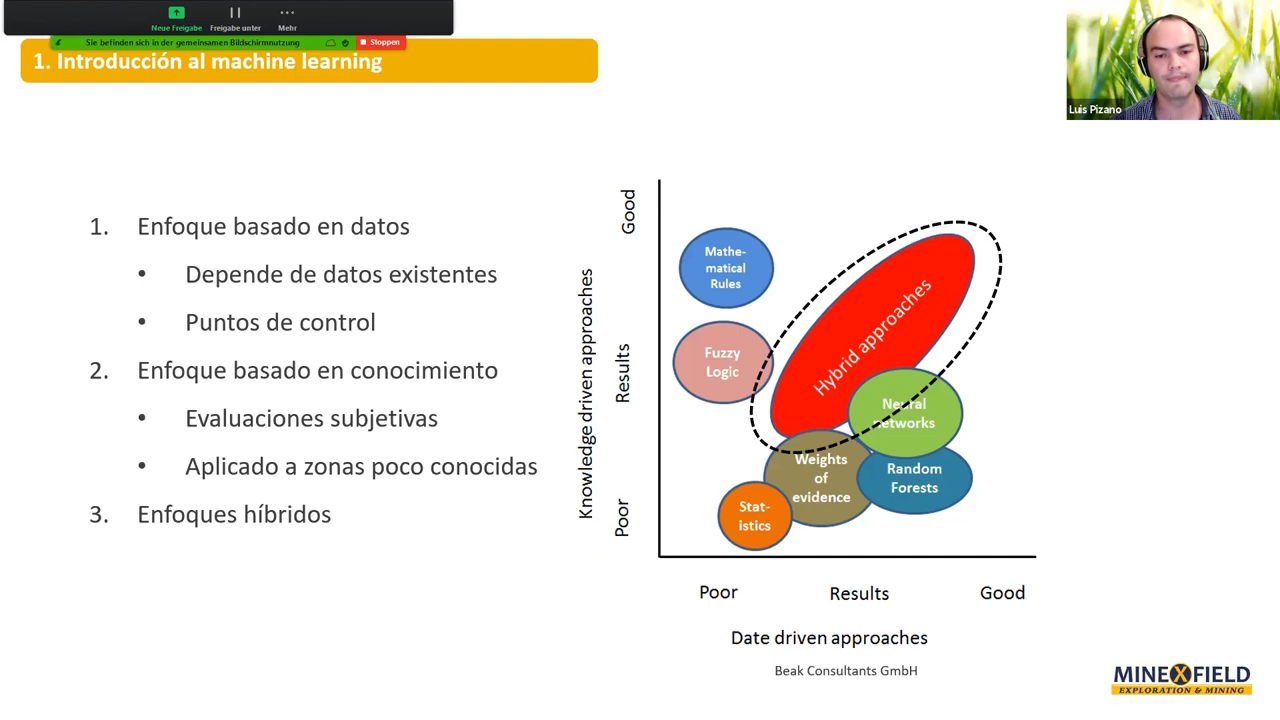 Neue Freigabe
Freigabe unter
Mehr
Sie befinden sich in der gemeinsamen Bildschirmnutzung
Stoppen
1. Introducción al machine learning
Luis Pizano
1. Enfoque basado en datos
• Depende de datos existentes
• Puntos de control
2. Enfoque basado en conocimiento
• Evaluaciones subjetivas
• Aplicado a zonas poco conocidas
3. Enfoques híbridos
Knowledge driven approaches
Good
Results
Poor
Mathe-
matical
Rules
Fuzzy
Logic
Hybrid approaches
Neural
networks
Weights
of
evidence
Random
Forests
Stat-
istics
Poor
Results
Good
Date driven approaches
Beak Consultants GmbH
MINEXFIELD
EXPLORATION & MINING